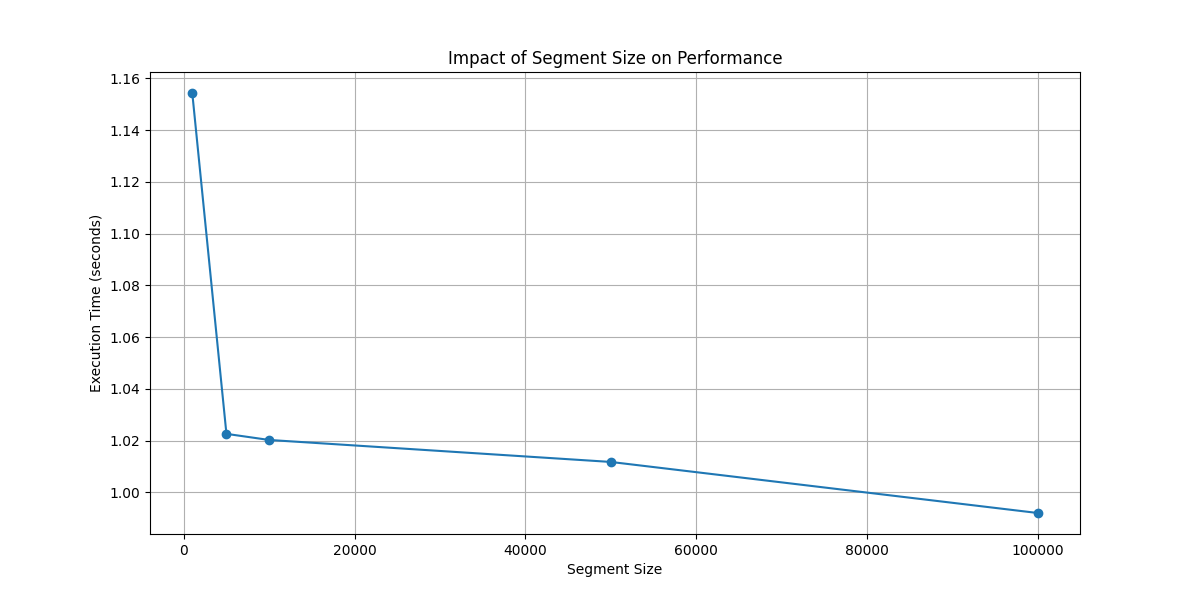 Impact of Segment Size on Performance
1.16
1.14
1.12
1.10
1.08
1.06
1.04
1.02
1.00
Execution Time (seconds)
0 20000 40000 60000 80000 100000
Segment Size